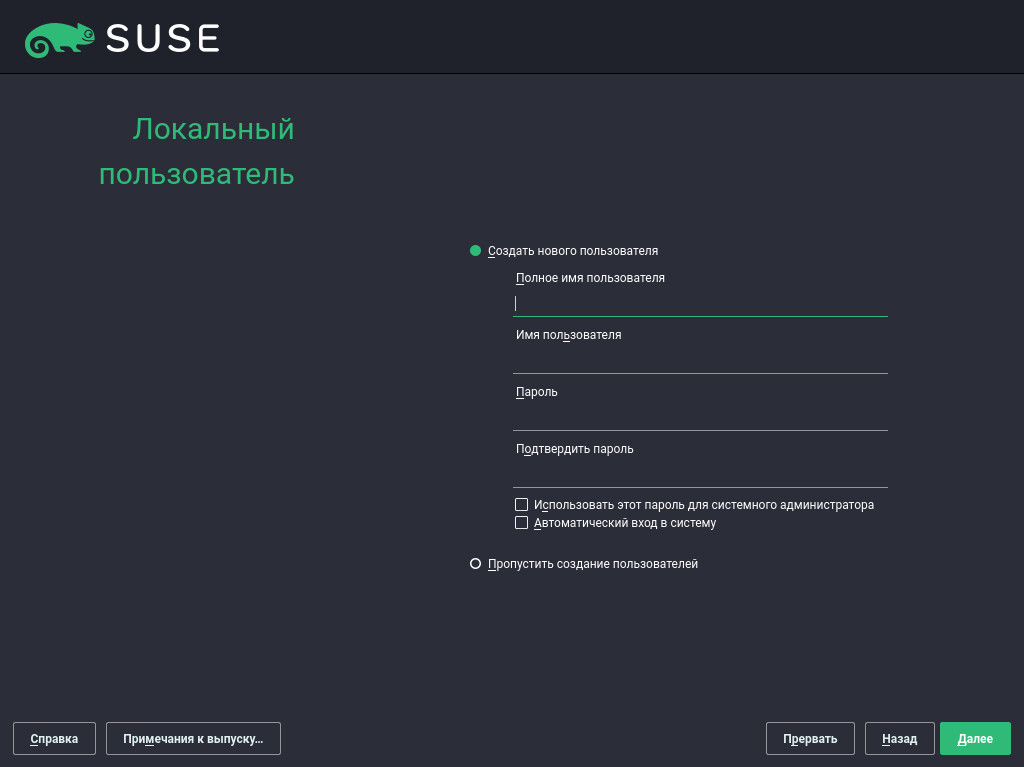 SUSE
Локальный
пользователь
Создать нового пользователя
Полное имя пользователя
Имя пользователя
Пароль
Подтвердить пароль
Использовать этот пароль для системного администратора
Автоматический вход в систему
Пропустить создание пользователей
Справка
Примечания к выпуску...
Прервать
Назад
Далее